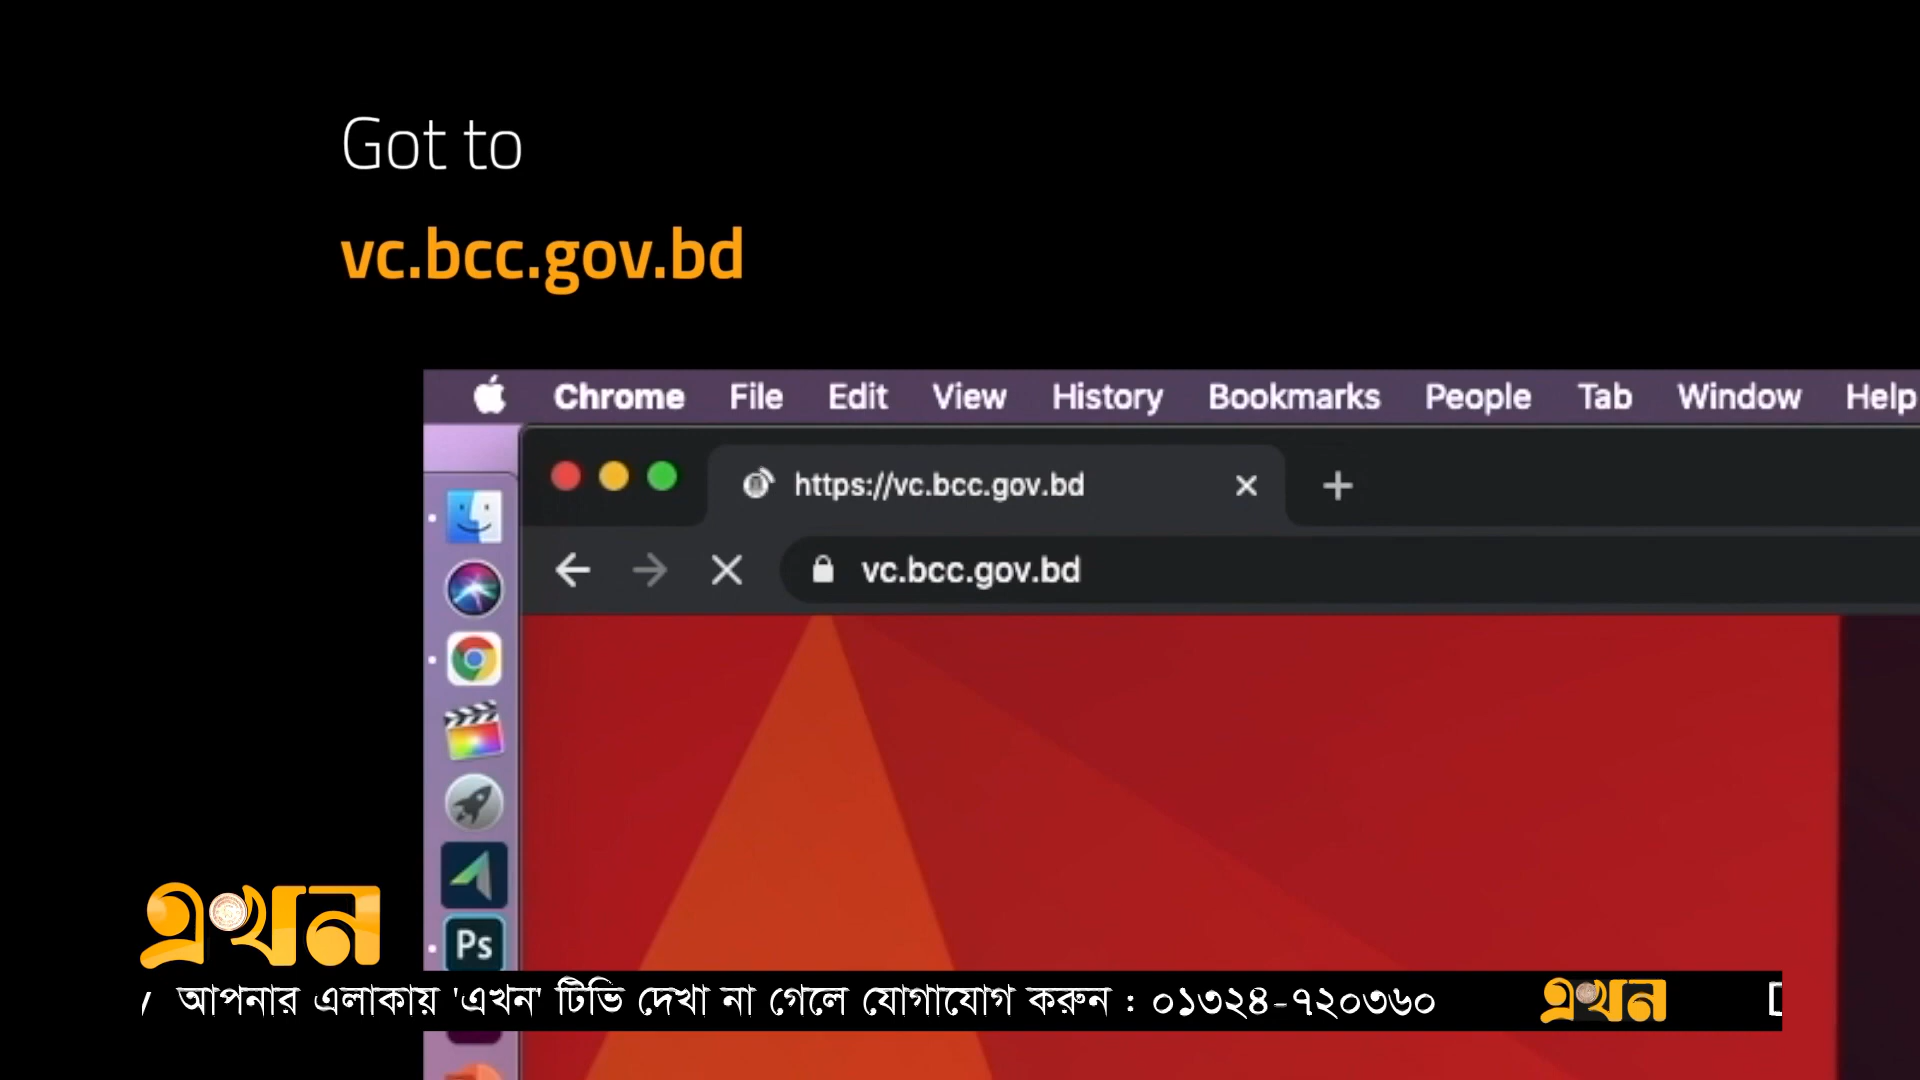 Got to
vc.bcc.gov.bd
Chrome File Edit View History Bookmarks People Tab Window Help
https://vc.bcc.gov.bd
vc.bcc.gov.bd
Ps
এখন
আপনার এলাকায় 'এখন' টিভি দেখা না গেলে যোগাযোগ করুন : ০১৩২৪-৭২০৩৬০ এখন